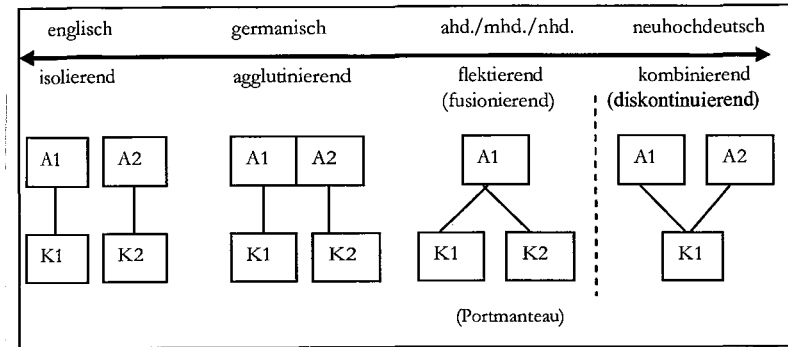 englisch germanisch ahd./mhd./nhd. neuhochdeutsch
isolierend agglutinierend flektierend kombinierend
(fusionierend) (diskontinuierend)
A1 A2 A1 A2 A1 A1 A2
K1 K2 K1 K2 K1 K2 K1
(Portmanteau)